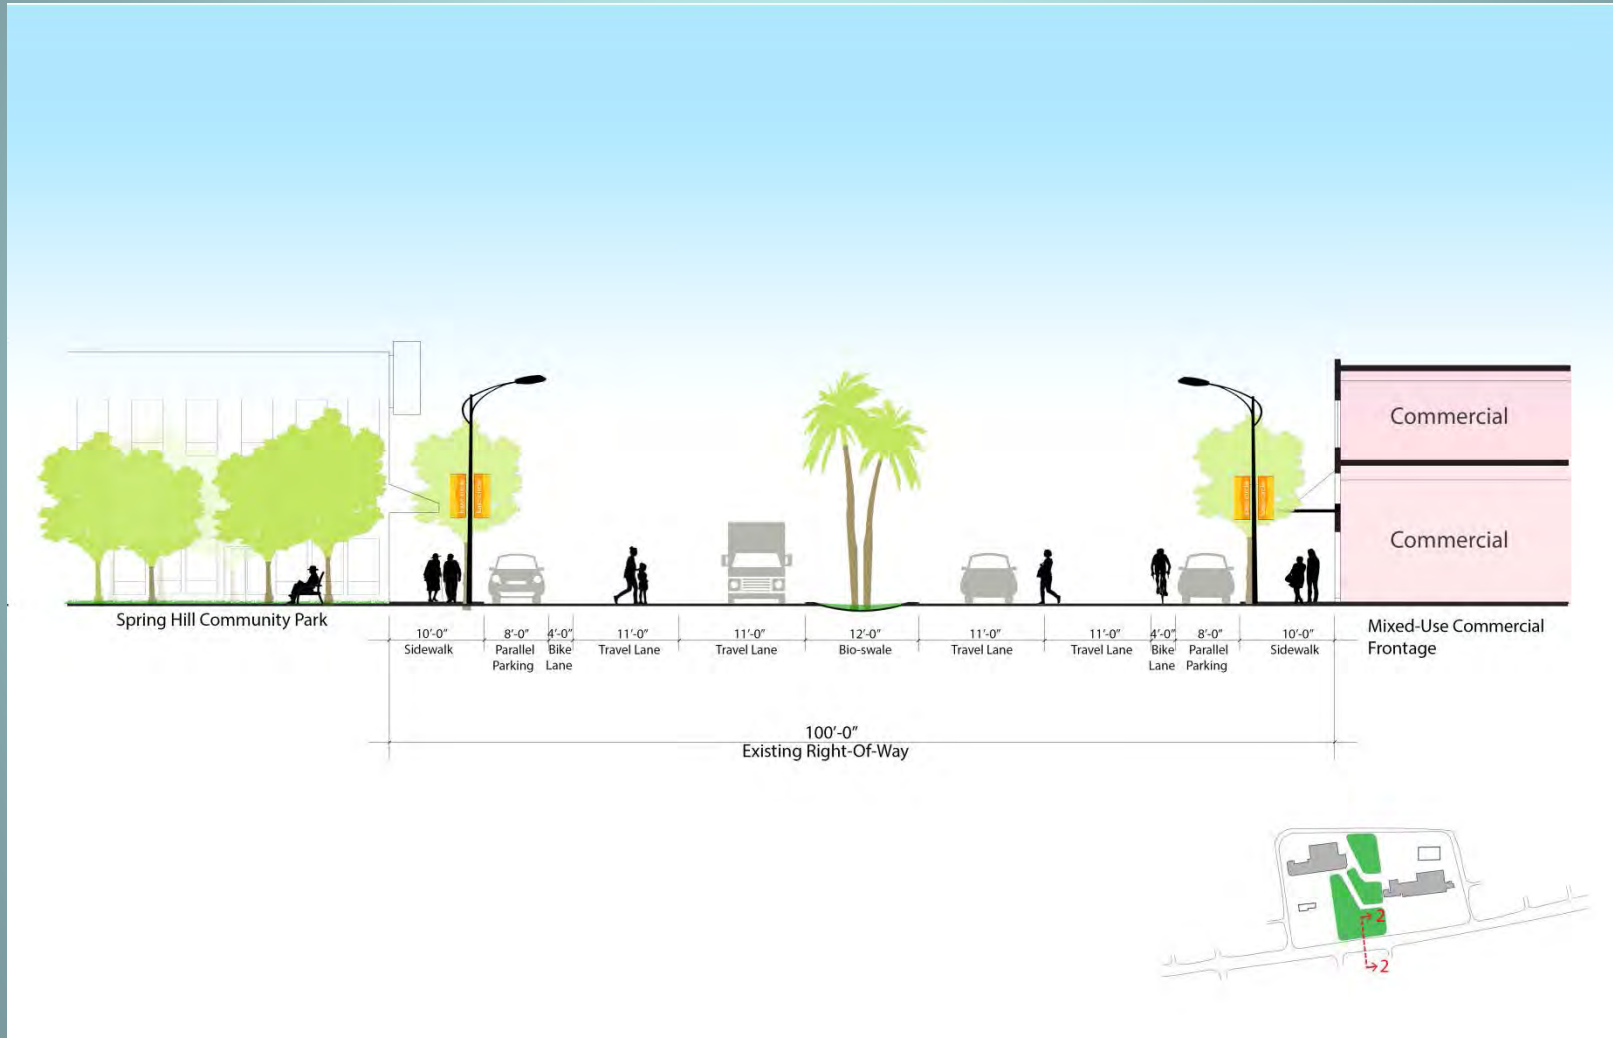 Commercial
Commercial
Spring Hill Community Park
10'-0"
Sidewalk
8'-0"
Parallel
Parking
4'-0"
Bike
Lane
11'-0"
Travel Lane
11'-0"
Travel Lane
12'-0"
Bio-swale
11'-0"
Travel Lane
11'-0"
Travel Lane
4'-0"
Bike
Lane
8'-0"
Parallel
Parking
10'-0"
Sidewalk
Mixed-Use Commercial
Frontage
100'-0"
Existing Right-Of-Way
2
2